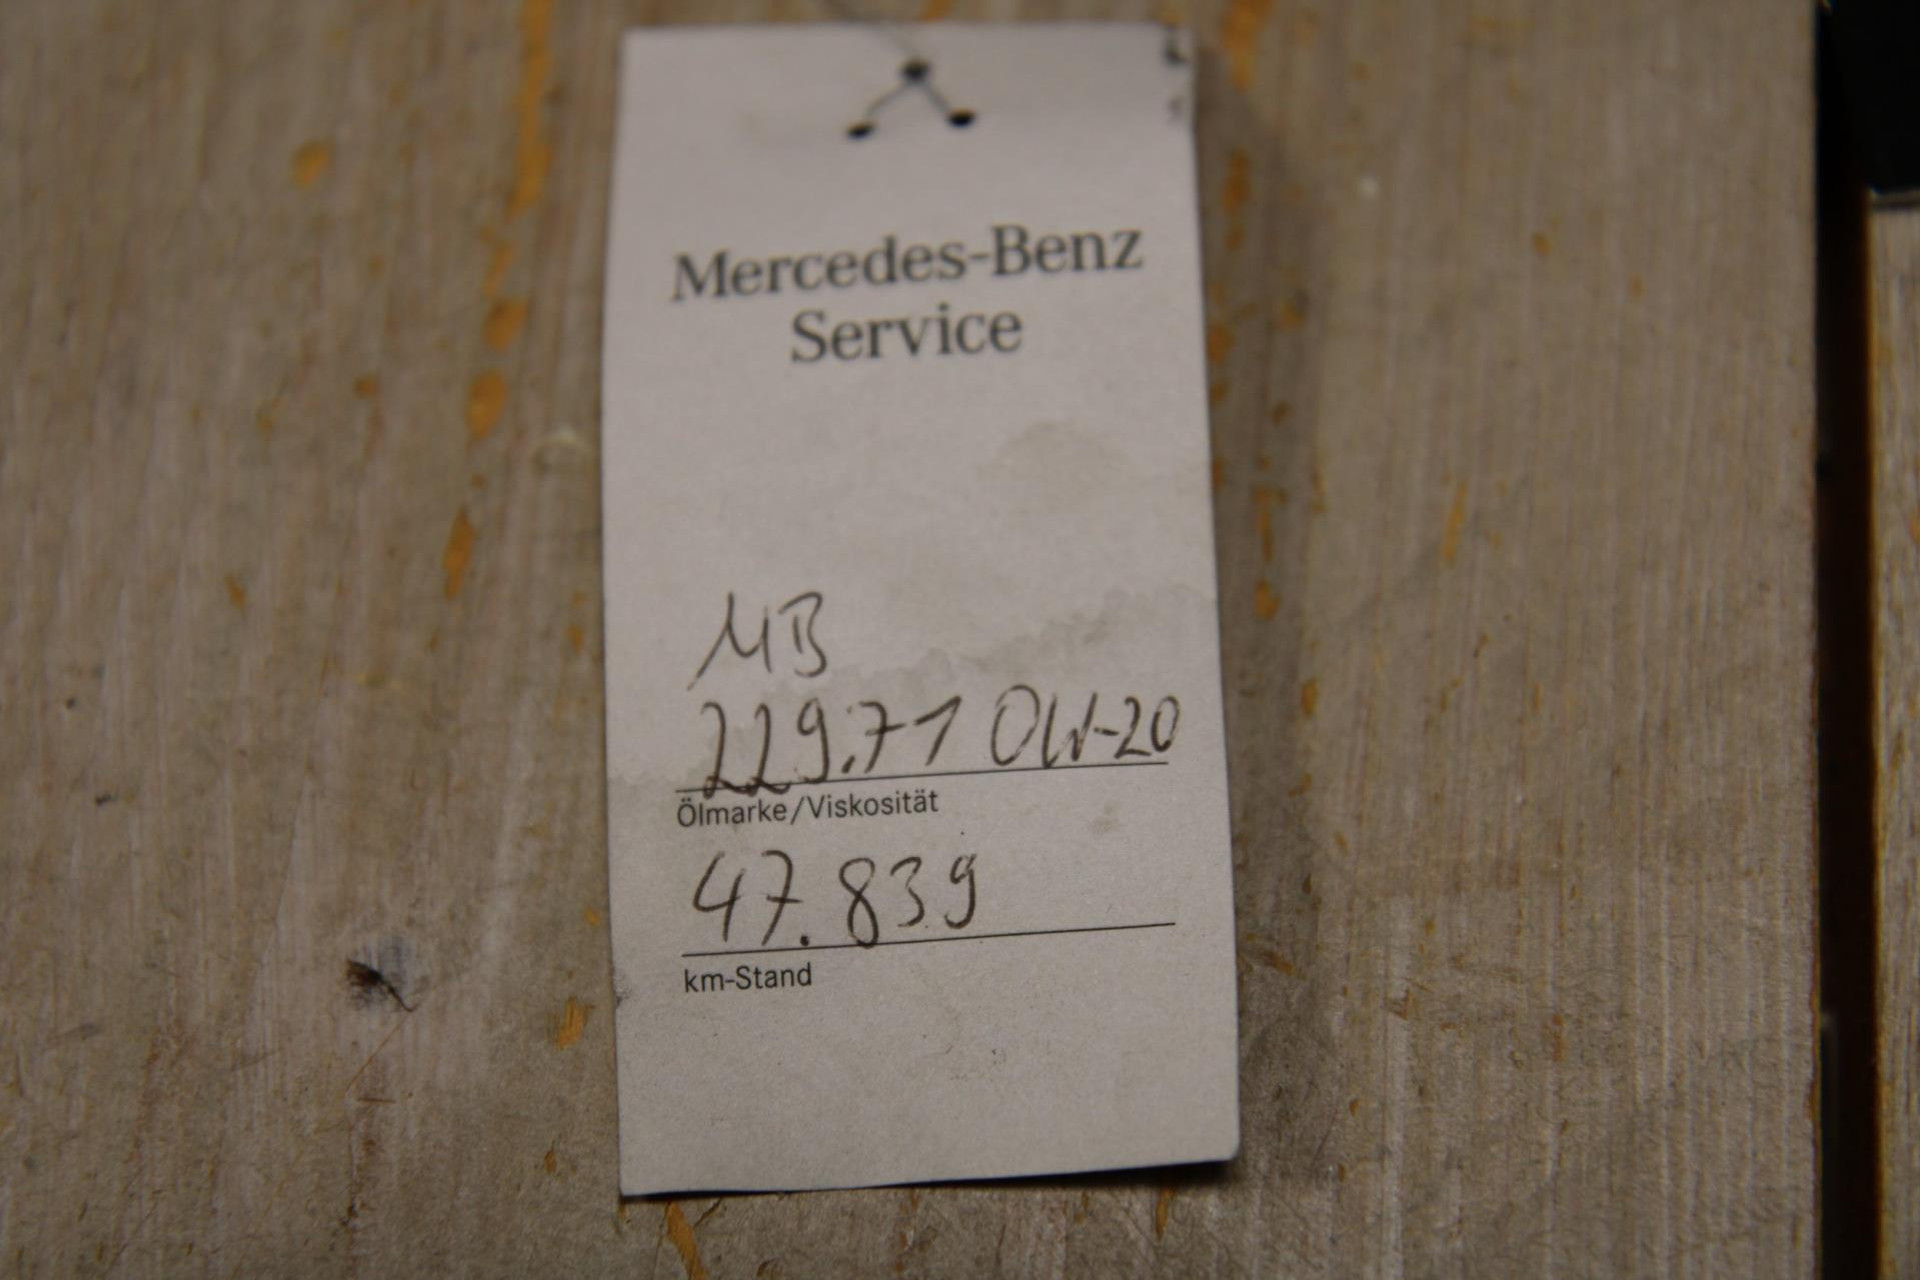 Mercedes-Benz
Service
MB
229.71 0W-20
Ölmarke/Viskosität
47.839
km-Stand